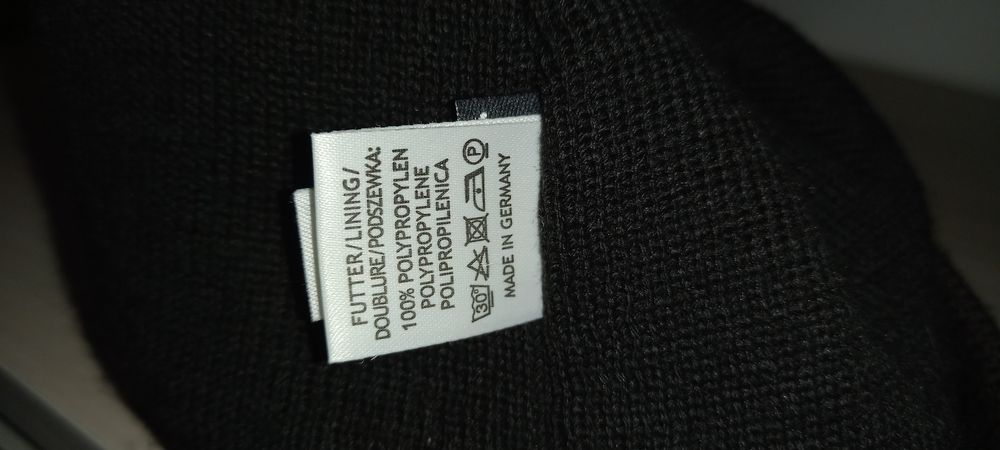 FUTTER/LINING/
DOUBLURE/PODSZEWKA:
100% POLYPROPYLEN
POLYPROPYLENE
POLIPROPILENICA
30° P
MADE IN GERMANY